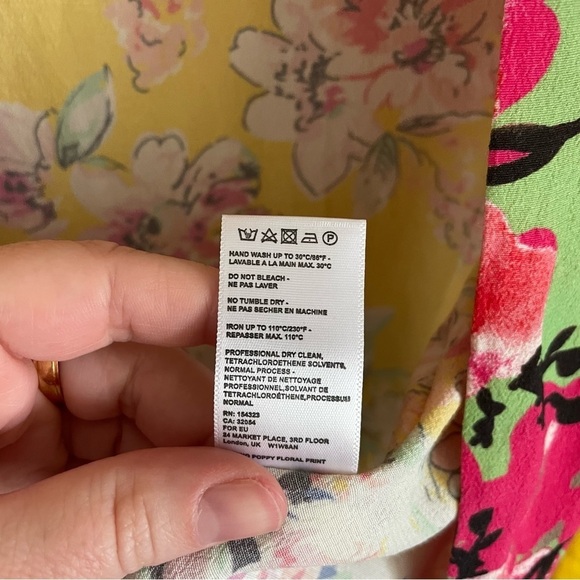 HAND WASH UP TO 30°C/86°F -
LAVABLE A LA MAIN MAX. 30°C
DO NOT BLEACH -
NE PAS LAVER
NO TUMBLE DRY -
NE PAS SECHER EN MACHINE
IRON UP TO 110°C/230°F -
REPASSER MAXI. 110°C
PROFESSIONAL DRY CLEAN,
TETRACHLOROETHENE SOLVENTS,
NORMAL PROCESS -
NETTOYANT DE NETTOYAGE
PROFESSIONNEL,SOLVANT DE
TETRACHLOROÉTHENE,PROCESSUS
NORMAL
RN: 154323
CA: 32054
FOR EU
24 MARKET PLACE, 3RD FLOOR
London, UK W1W8AN
POPPY FLORAL PRINT